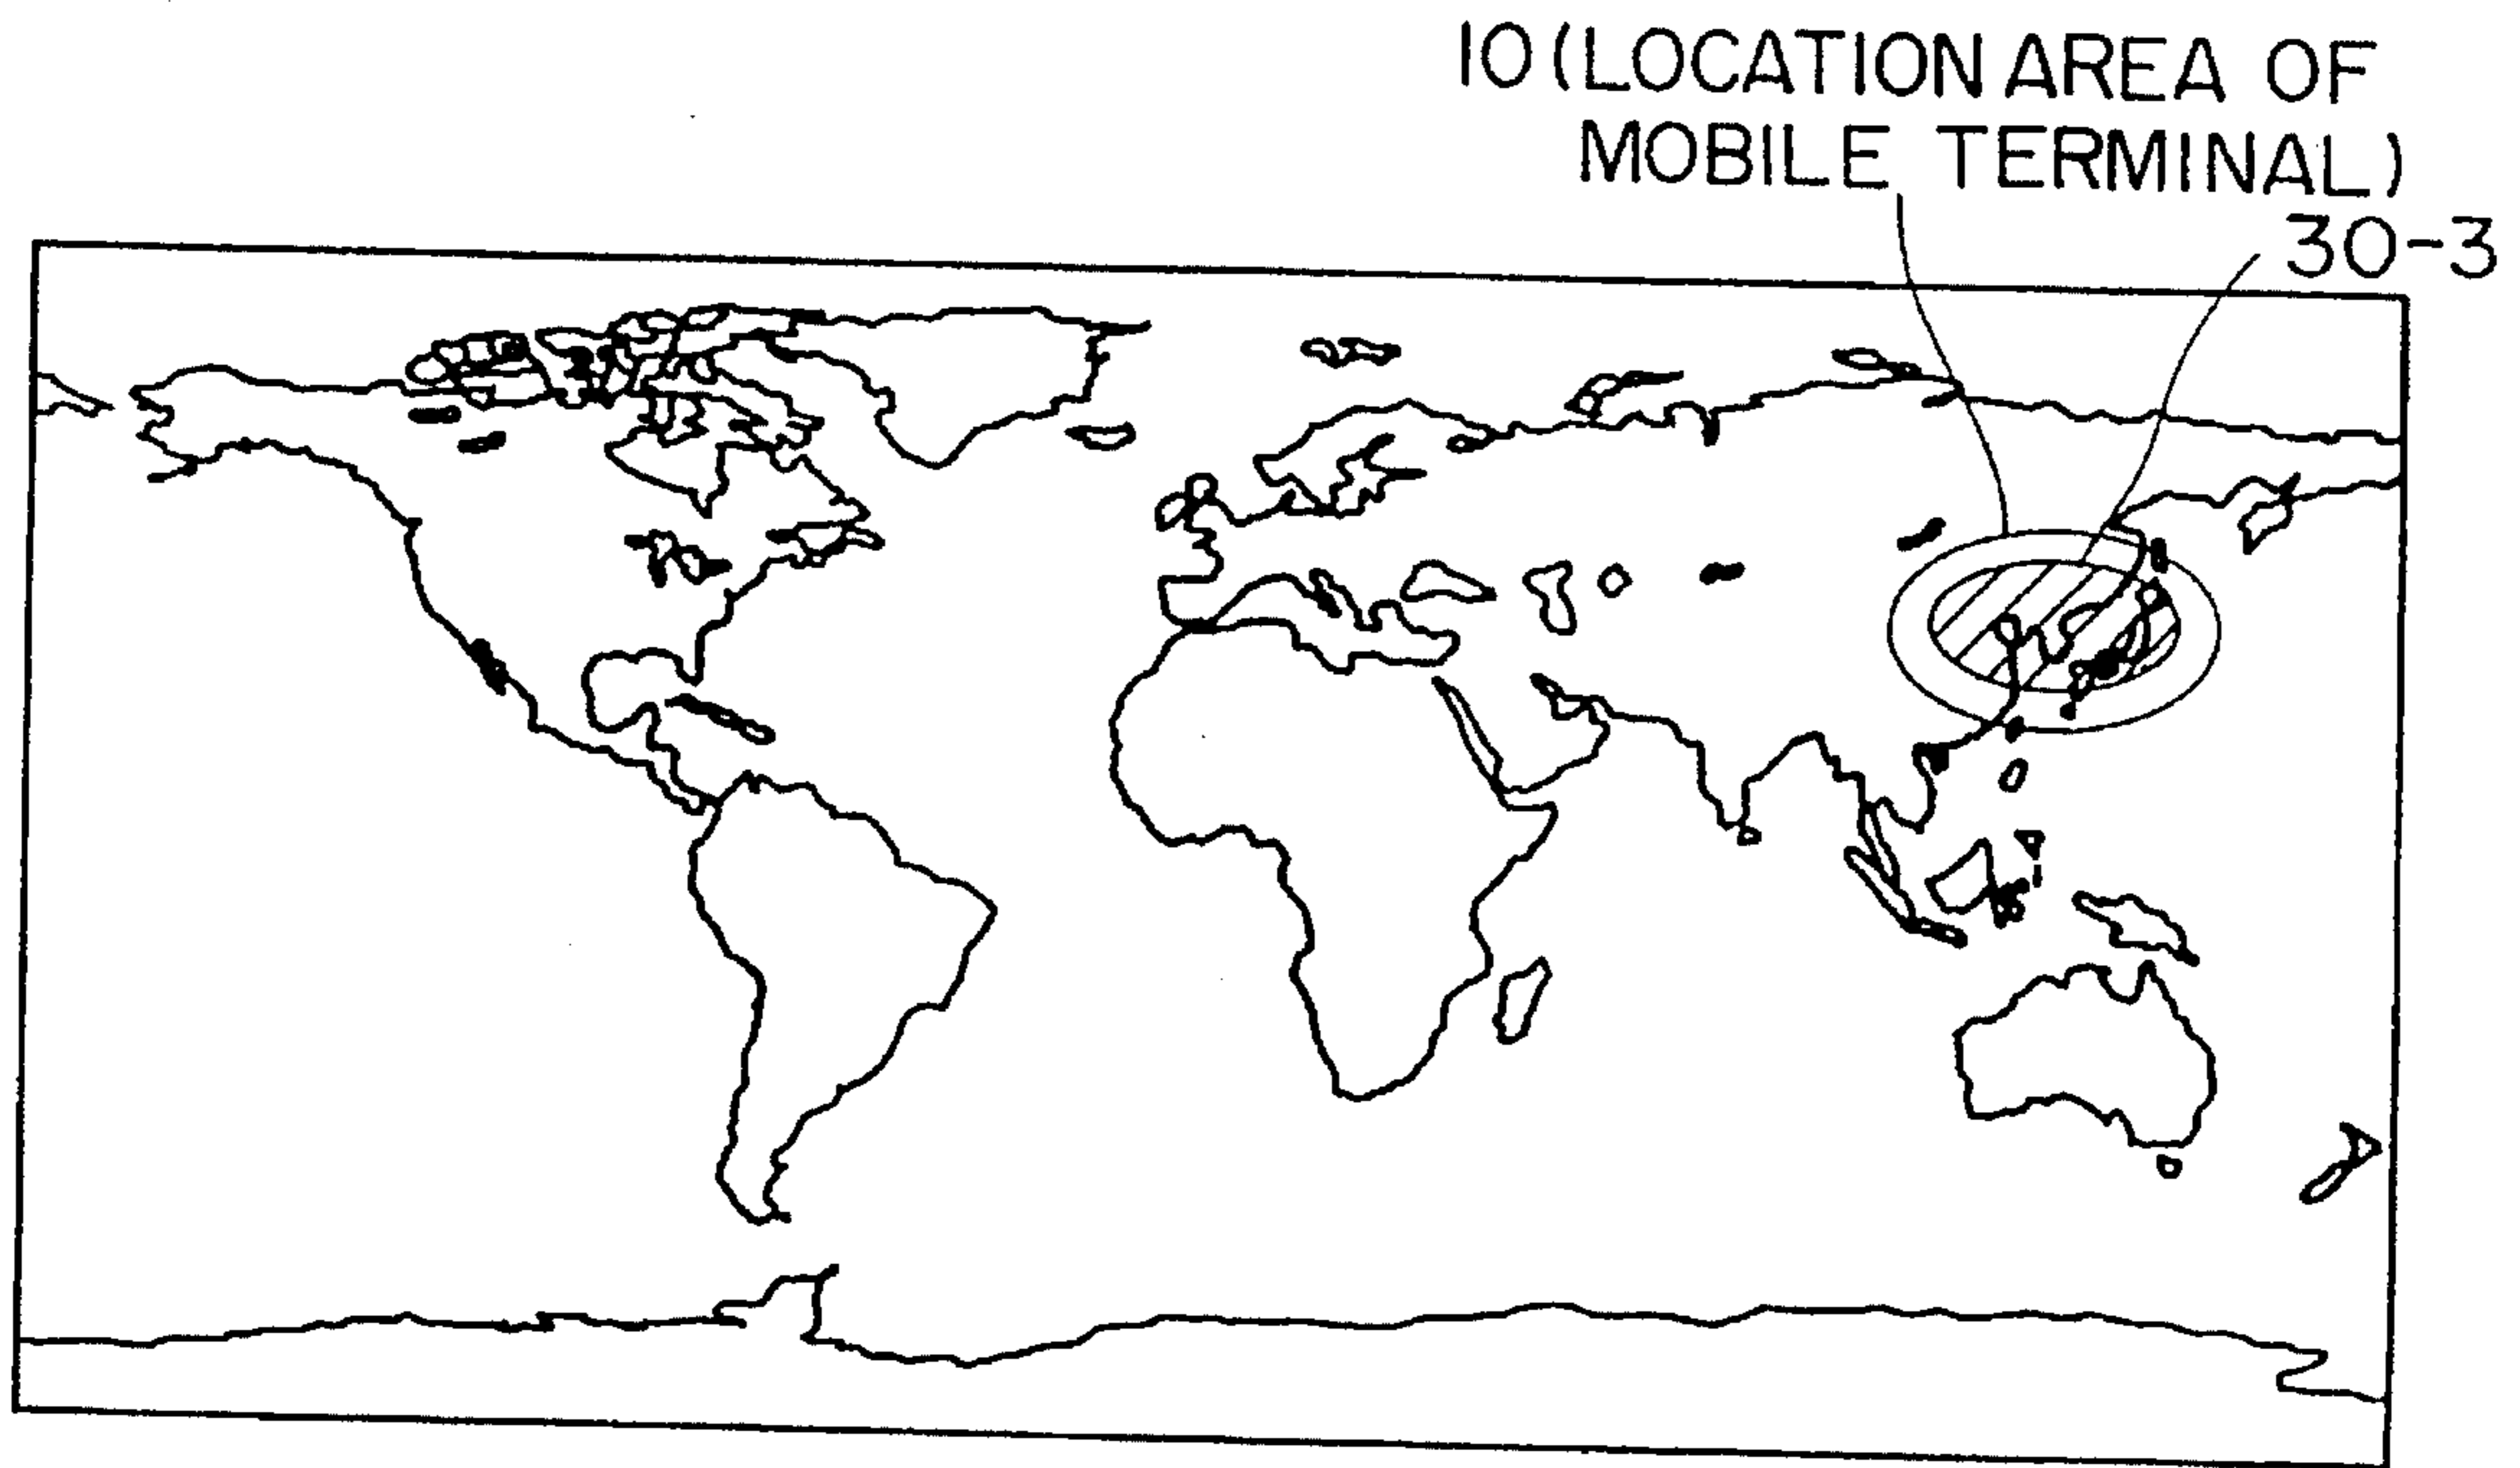 10 (LOCATION AREA OF
MOBILE TERMINAL)
30-3